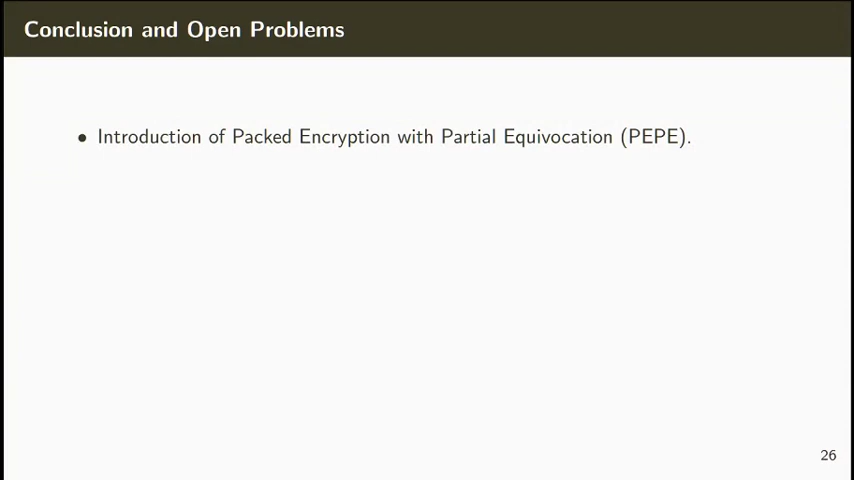 Conclusion and Open Problems
• Introduction of Packed Encryption with Partial Equivocation (PEPE).
26